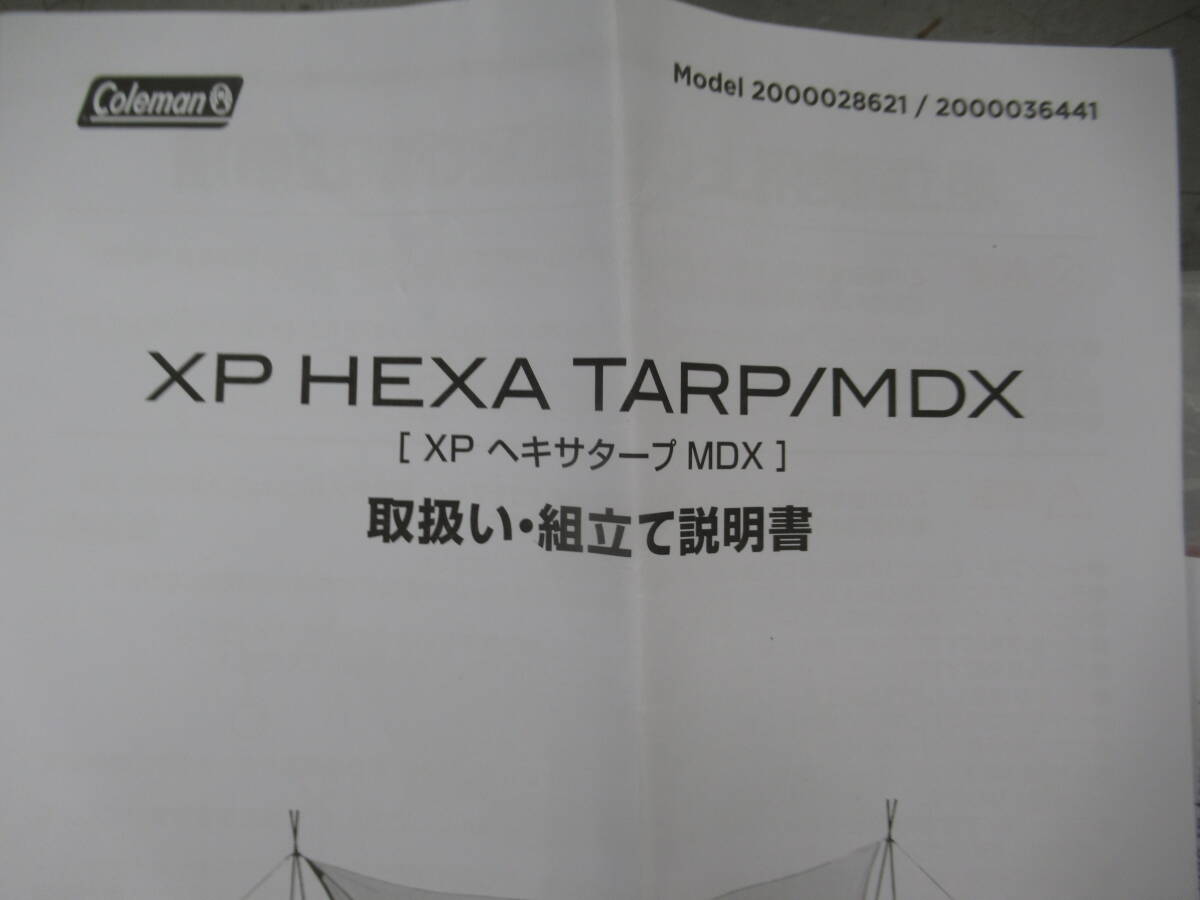 Coleman
Model 2000028621 / 2000036441
XP HEXA TARP/MDX
[ XP ヘキサタープ MDX ]
取扱い・組立て説明書